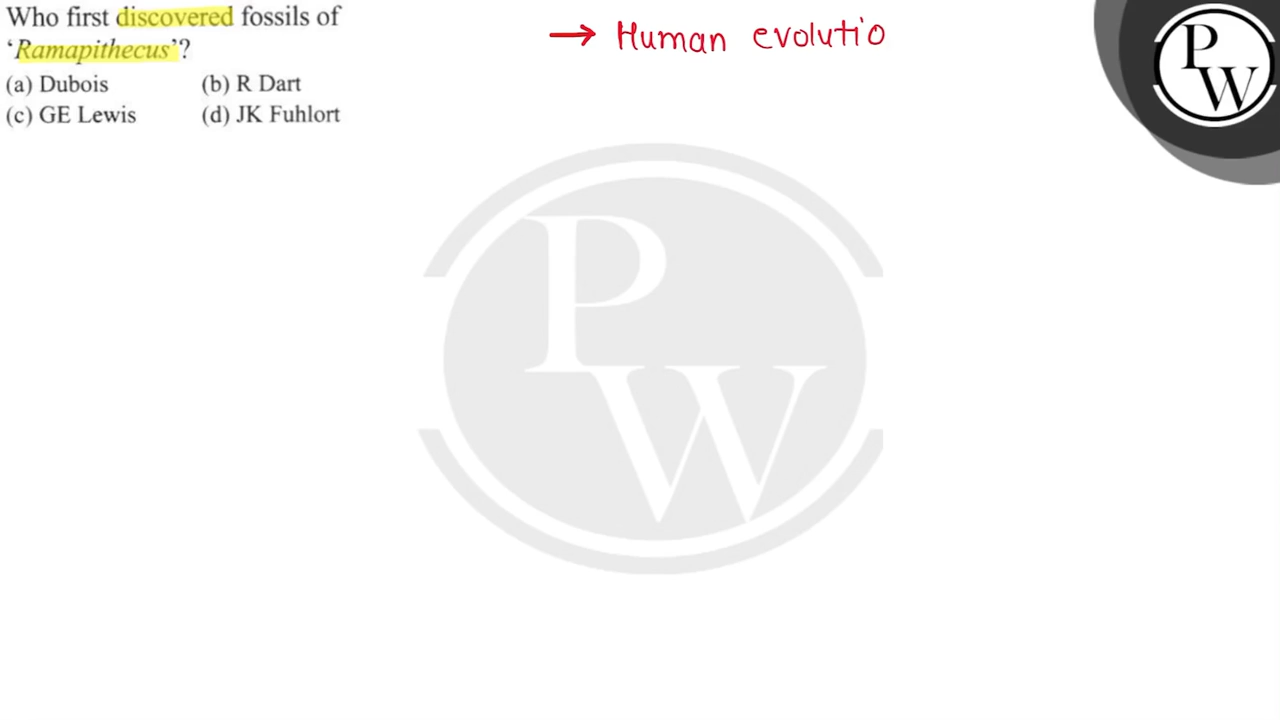 Who first discovered fossils of
‘Ramapithecus’?
(a) Dubois (b) R Dart
(c) GE Lewis (d) JK Fuhlort
→ Human evolutio
P
W
P
W